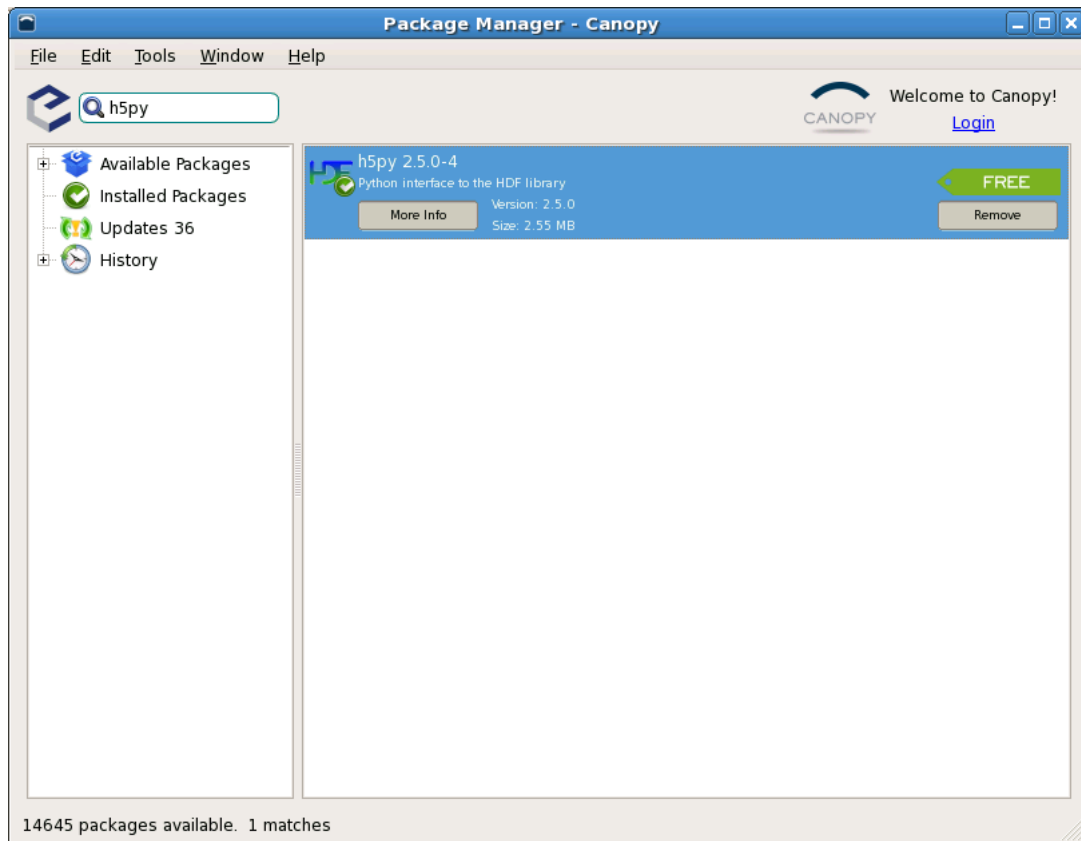 Package Manager - Canopy
File Edit Tools Window Help
h5py
CANOPY
Welcome to Canopy!
Login
Available Packages
Installed Packages
Updates 36
History
HDF
h5py 2.5.0-4
Python interface to the HDF library
More Info
Version: 2.5.0
Size: 2.55 MB
FREE
Remove
14645 packages available. 1 matches